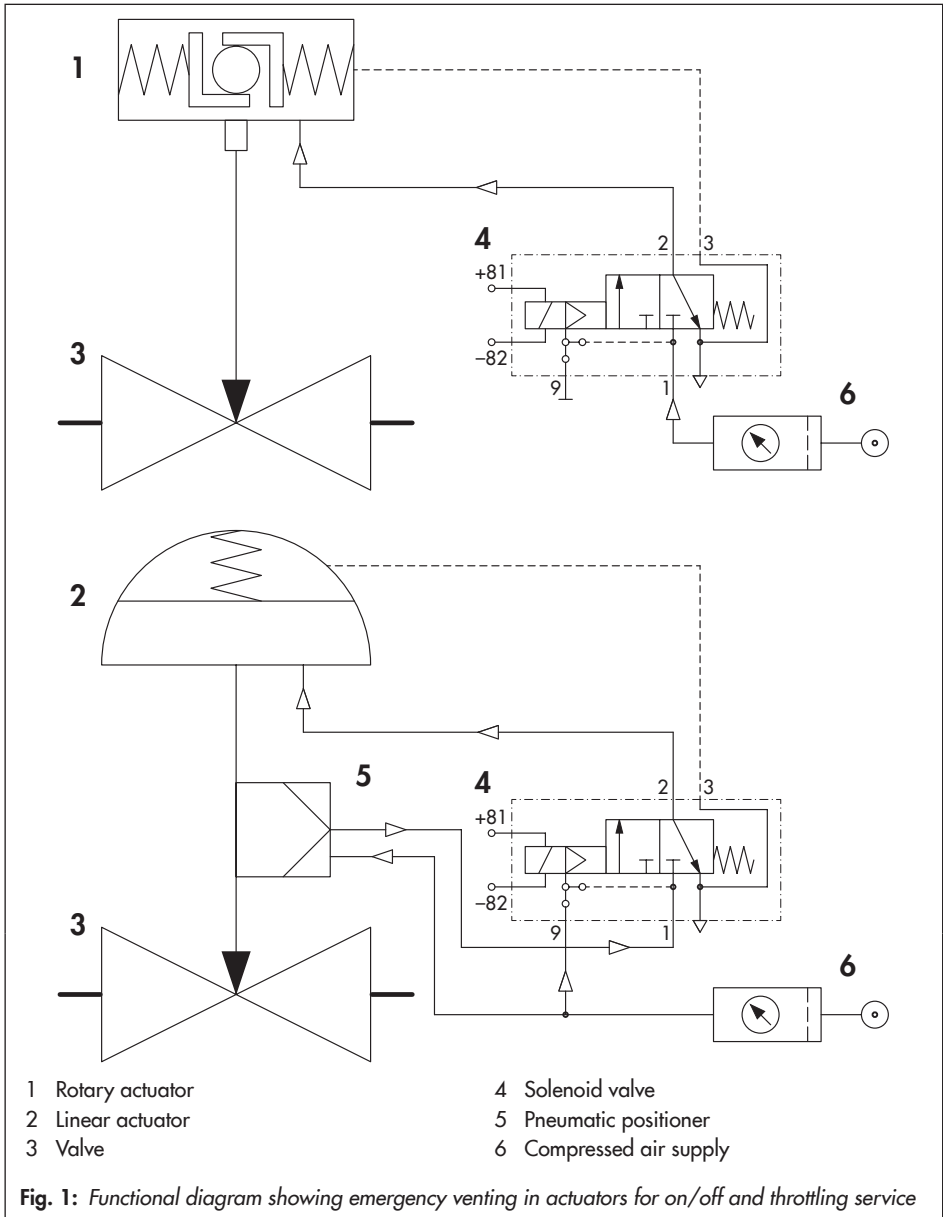 1
4
2 3
+81
–82
9
1
3
6
2
5
4
2 3
+81
–82
9
1
3
6
1 Rotary actuator
2 Linear actuator
3 Valve
4 Solenoid valve
5 Pneumatic positioner
6 Compressed air supply
Fig. 1: Functional diagram showing emergency venting in actuators for on/off and throttling service